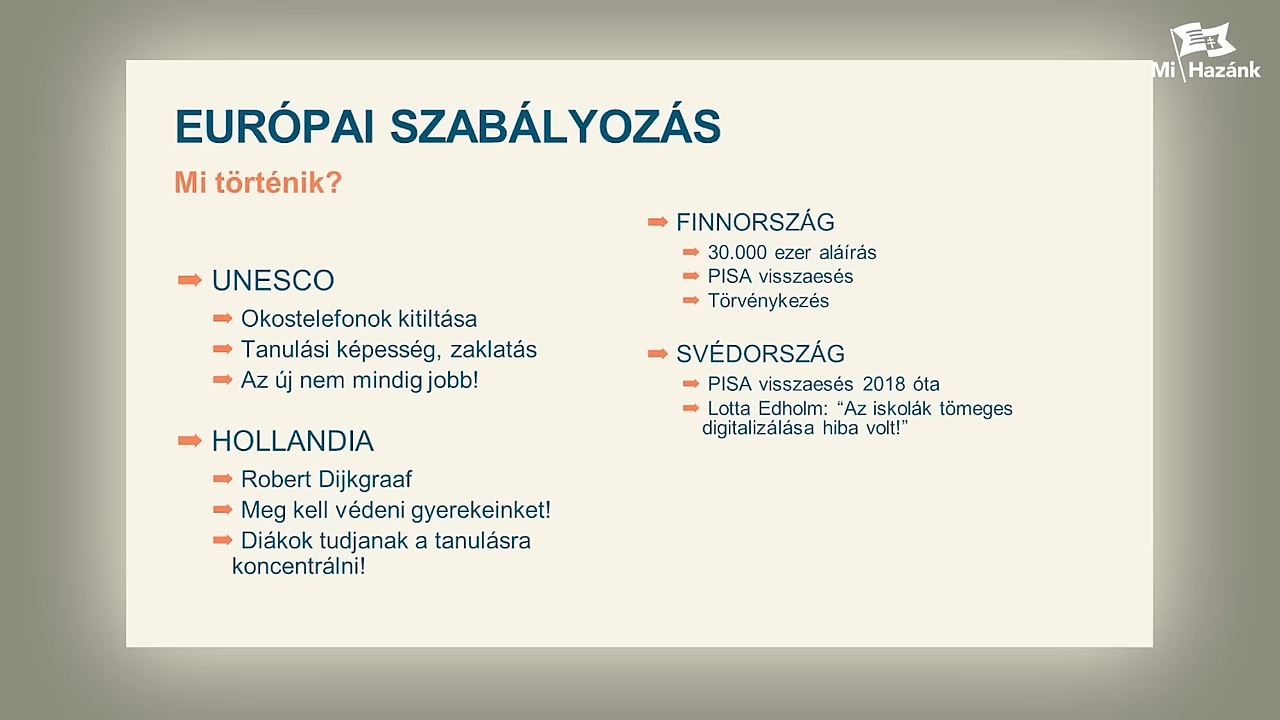 Mi Hazánk
EURÓPAI SZABÁLYOZÁS
Mi történik?
UNESCO
Okostelefonok kitiltása
Tanulási képesség, zaklatás
Az új nem mindig jobb!
HOLLANDIA
Robert Dijkgraaf
Meg kell védeni gyerekeinket!
Diákok tudjanak a tanulásra
koncentrálni!
FINNORSZÁG
30.000 ezer aláírás
PISA visszaesés
Törvénykezés
SVÉDORSZÁG
PISA visszaesés 2018 óta
Lotta Edholm: “Az iskolák tömeges
digitalizálása hiba volt!”